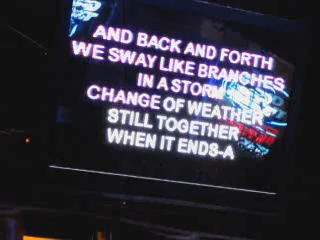 AND BACK AND FORTH
WE SWAY LIKE BRANCHES
IN A STORM
CHANGE OF WEATHER
STILL TOGETHER
WHEN IT ENDS-A